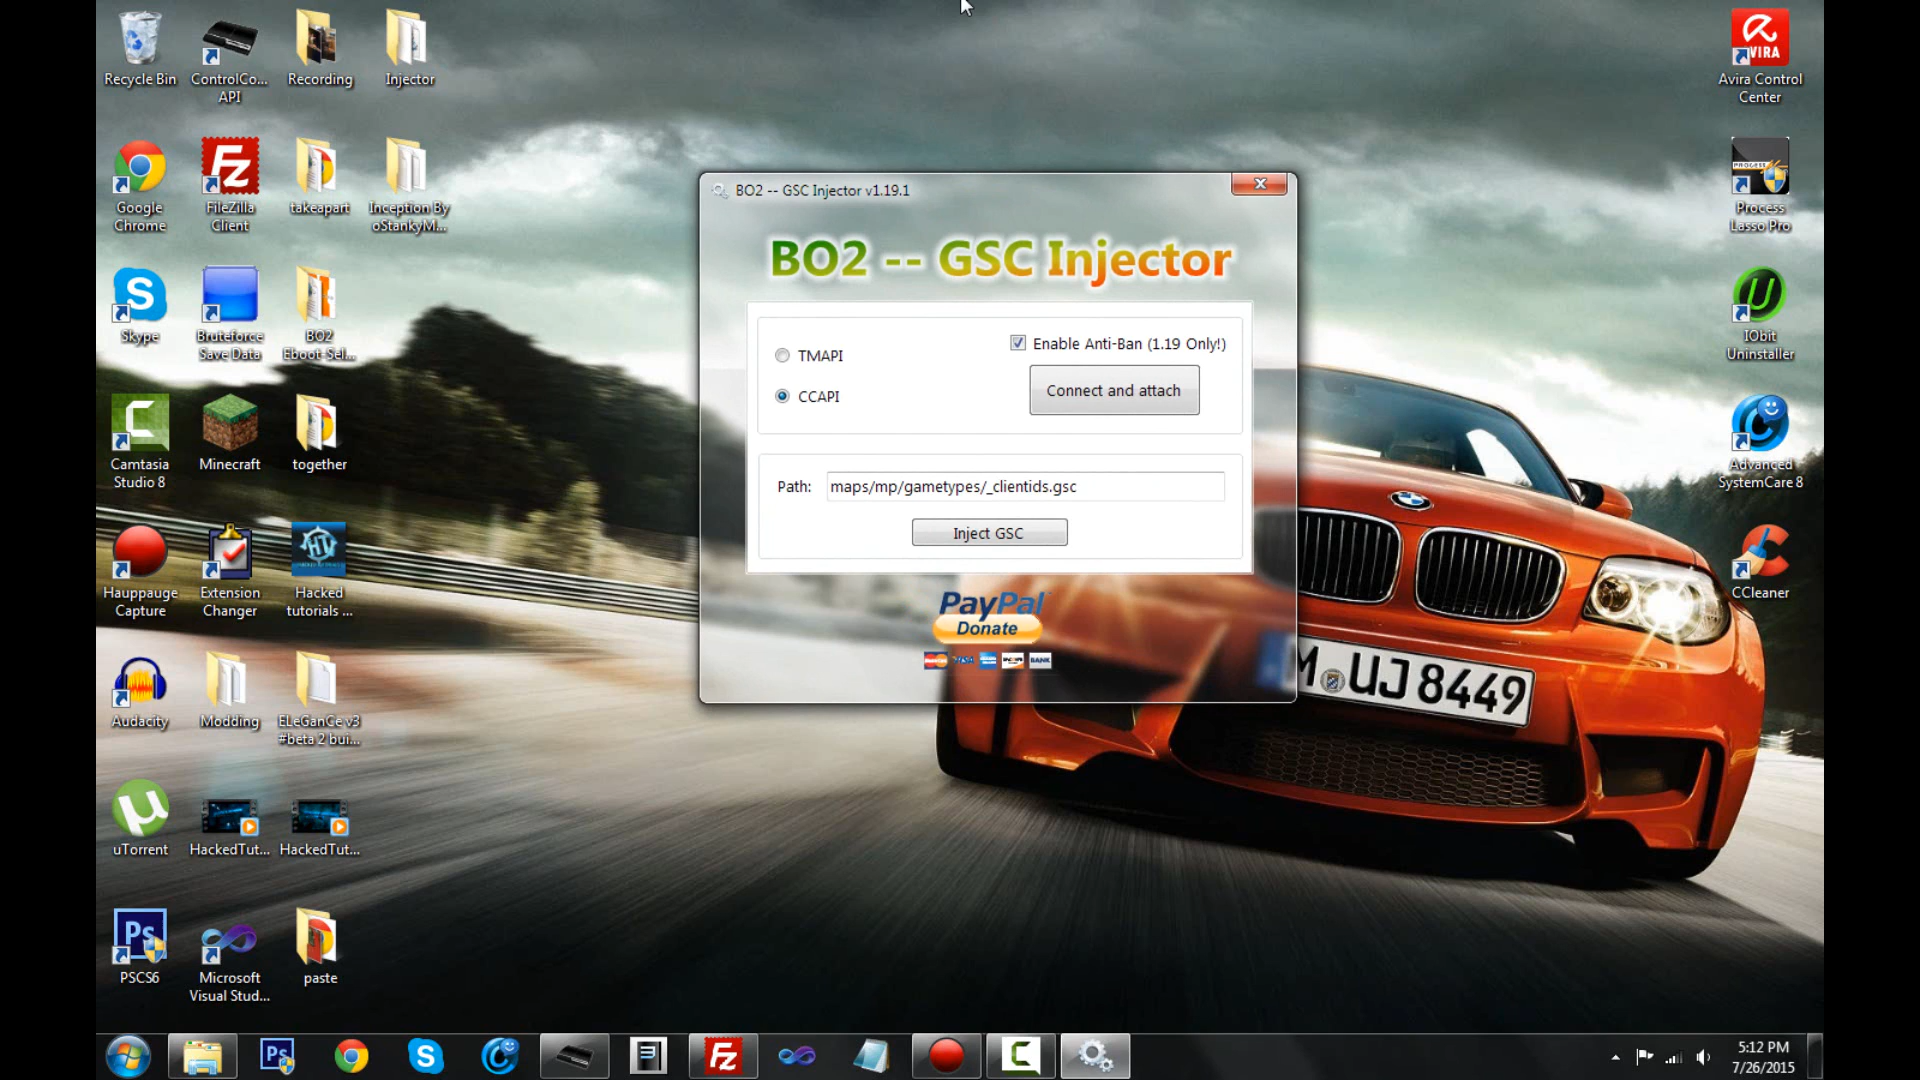 Recycle Bin
ControlCo...
API
Recording
Injector
Google
Chrome
FileZilla
Client
takeapart
Inception By
oStankyM...
Skype
Bruteforce
Save Data
BO2
Eboot-Sel...
Camtasia
Studio 8
Minecraft
together
Hauppauge
Capture
Extension
Changer
Hacked
tutorials ...
Audacity
Modding
ELeGanCe v3
#beta 2 bui...
uTorrent
HackedTut...
HackedTut...
PSCS6
Microsoft
Visual Stud...
paste
BO2 -- GSC Injector v1.19.1
BO2 -- GSC Injector
TMAPI
Enable Anti-Ban (1.19 Only!)
CCAPI
Connect and attach
Path:
maps/mp/gametypes/_clientids.gsc
Inject GSC
PayPal
Donate
VISA
BANK
UJ 8449
AVIRA
Avira Control
Center
PROCESS
Process
Lasso Pro
IObit
Uninstaller
Advanced
SystemCare 8
CCleaner
5:12 PM
7/26/2015